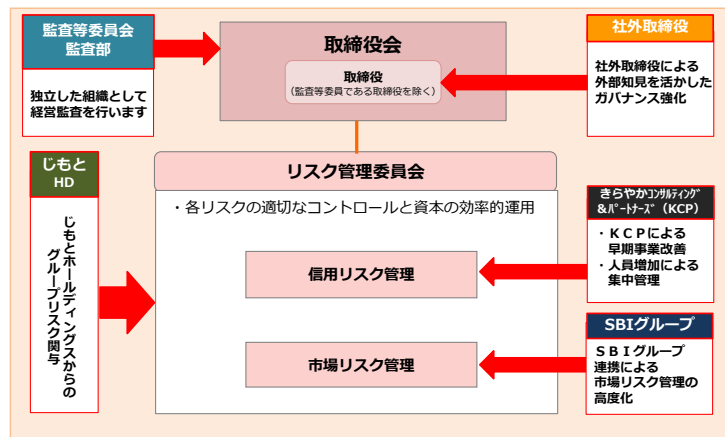 監査等委員会
監査部
独立した組織として
経営監査を行います
取締役会
取締役
(監査等委員である取締役を除く)
社外取締役
社外取締役による
外部知見を活かした
ガバナンス強化
じもと
HD
じもとホールディングスからの
グループリスク関与
リスク管理委員会
・各リスクの適切なコントロールと資本の効率的運用
信用リスク管理
市場リスク管理
きらやかｺﾝｻﾙﾃｨﾝｸﾞ
&ﾊﾟｰﾄﾅｰｽﾞ（KCP）
・ＫＣＰによる
早期事業改善
・人員増加による
集中管理
SBIグループ
ＳＢＩグループ
連携による
市場リスク管理の
高度化